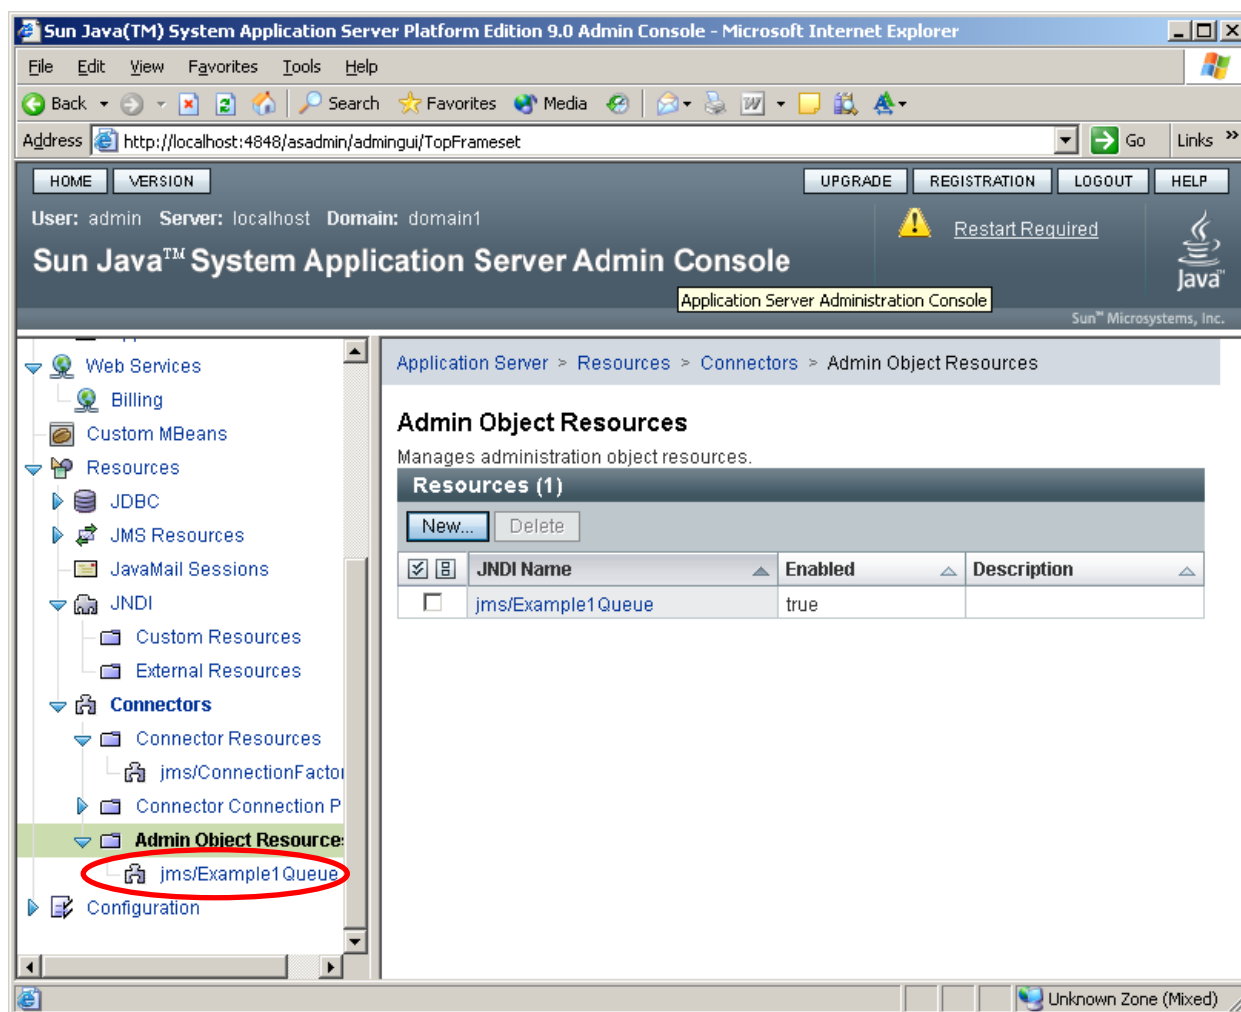 Sun Java(TM) System Application Server Platform Edition 9.0 Admin Console - Microsoft Internet Explorer
File Edit View Favorites Tools Help
Back Search Favorites Media
Address http://localhost:4848/asadmin/admingui/TopFrameset Go Links »
HOME VERSION UPGRADE REGISTRATION LOGOUT HELP
User: admin Server: localhost Domain: domain1
Restart Required
Sun Java™ System Application Server Admin Console
Java™
Application Server Administration Console
Sun™ Microsystems, Inc.
Web Services
Billing
Custom MBeans
Resources
JDBC
JMS Resources
JavaMail Sessions
JNDI
Custom Resources
External Resources
Connectors
Connector Resources
jms/ConnectionFacto
Connector Connection P
Admin Object Resource
jms/Example1Queue
Configuration
Application Server > Resources > Connectors > Admin Object Resources
Admin Object Resources
Manages administration object resources.
Resources (1)
New... Delete
JNDI Name Enabled Description
jms/Example1Queue true
Unknown Zone (Mixed)